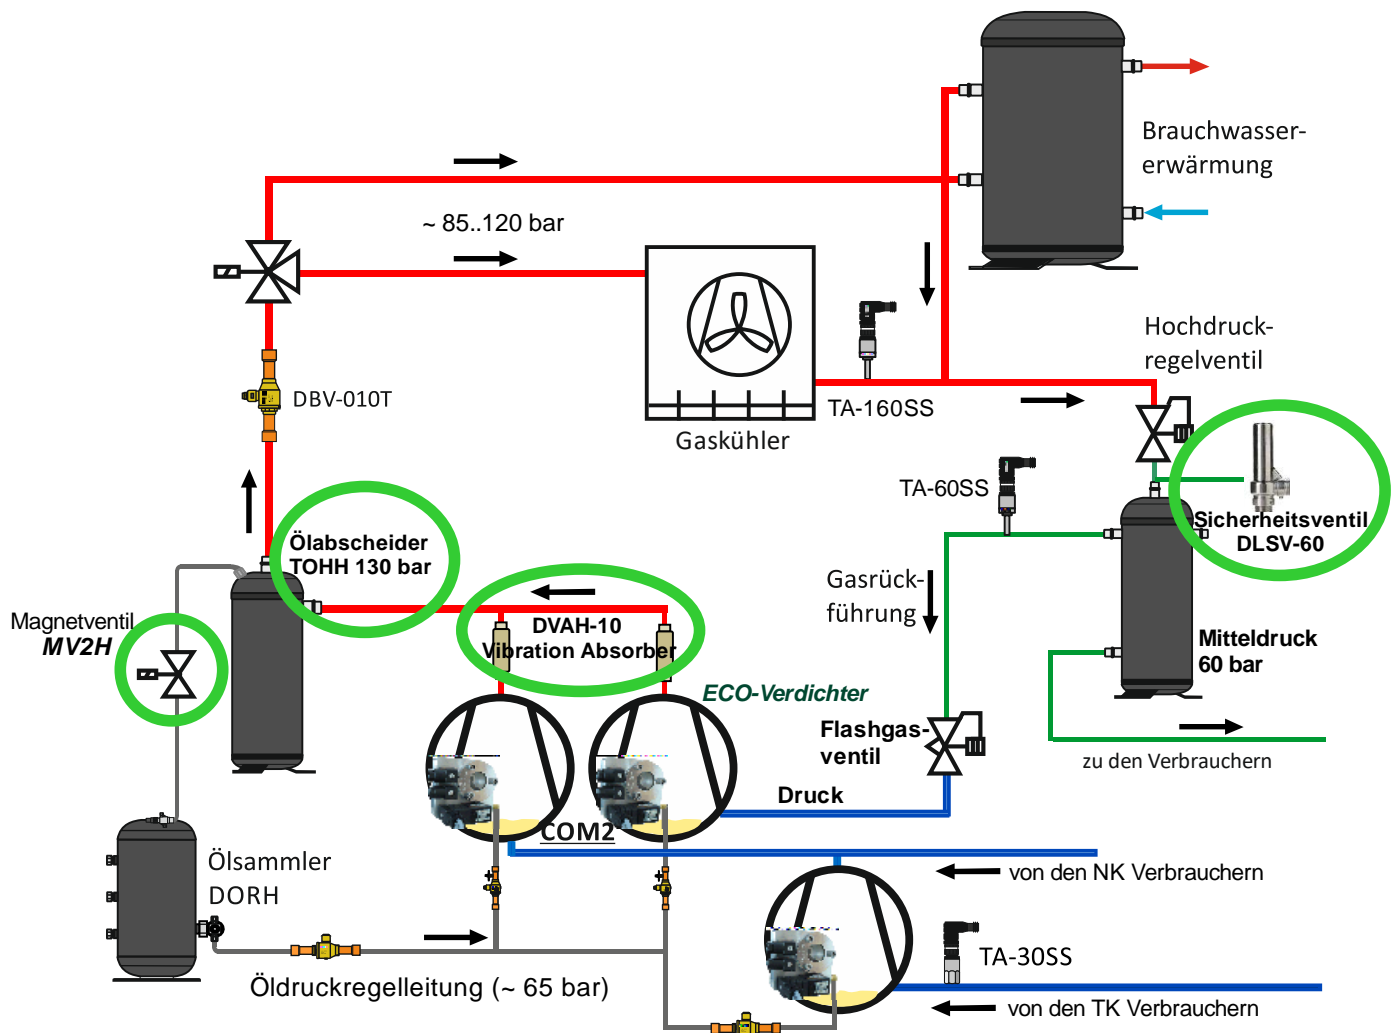 Brauchwasser-
erwärmung
~ 85..120 bar
Hochdruck-
regelventil
DBV-010T
TA-160SS
Gaskühler
TA-60SS
Sicherheitsventil
DLSV-60
Ölabscheider
TOHH 130 bar
Gasrück-
führung
Magnetventil
MV2H
DVAH-10
Vibration Absorber
Mitteldruck
60 bar
ECO-Verdichter
Flashgas-
ventil
zu den Verbrauchern
Druck
COM2
Ölsammler
DORH
von den NK Verbrauchern
TA-30SS
Öldruckregelleitung (~ 65 bar)
von den TK Verbrauchern